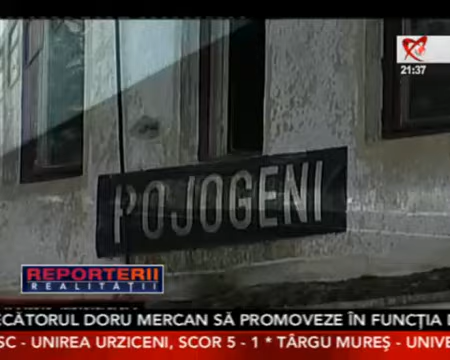 21:37
POJOGENI
REPORTERII
REALITĂȚII
ECĂTORUL DORU MERCAN SĂ PROMOVEZE ÎN FUNCȚIA D
SC - UNIREA URZICENI, SCOR 5 - 1 * TÂRGU MUREȘ - UNIVE